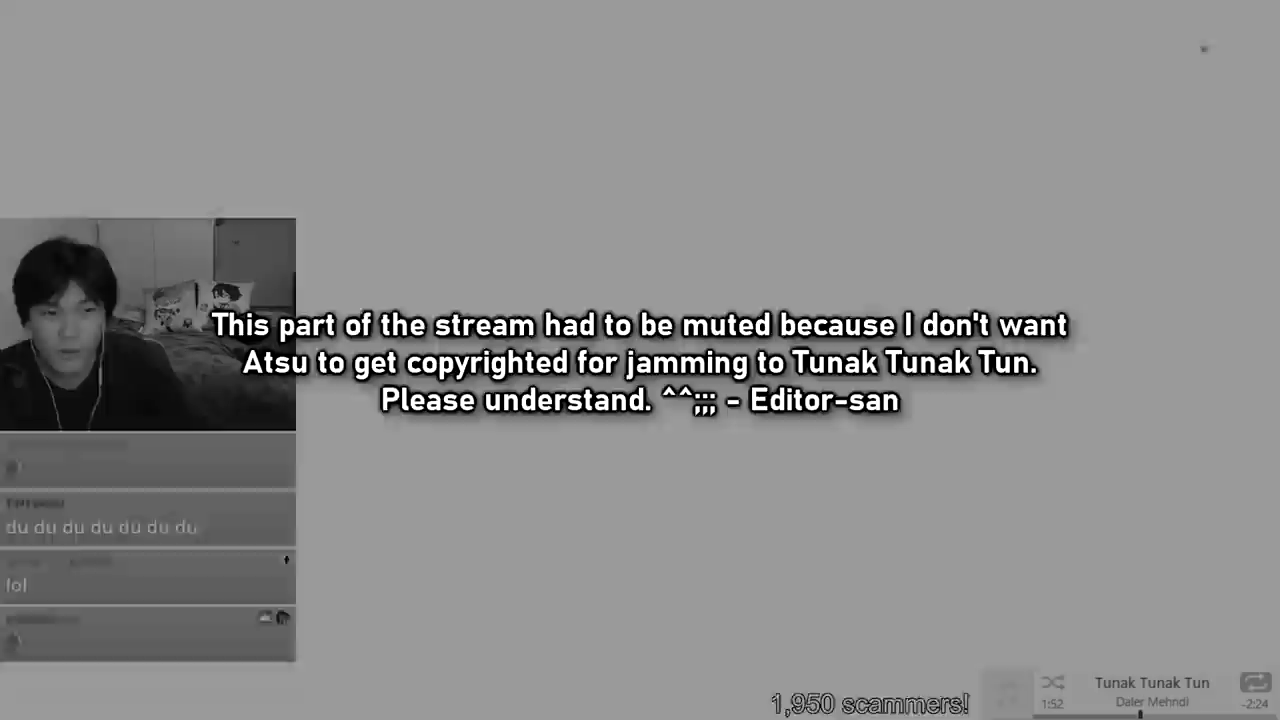 This part of the stream had to be muted because I don't want
Atsu to get copyrighted for jamming to Tunak Tunak Tun.
Please understand. ^^;;; - Editor-san
du du du du du du du
lol
1,950 scammers!
Tunak Tunak Tun
1:52
Daler Mehndi
-2:24